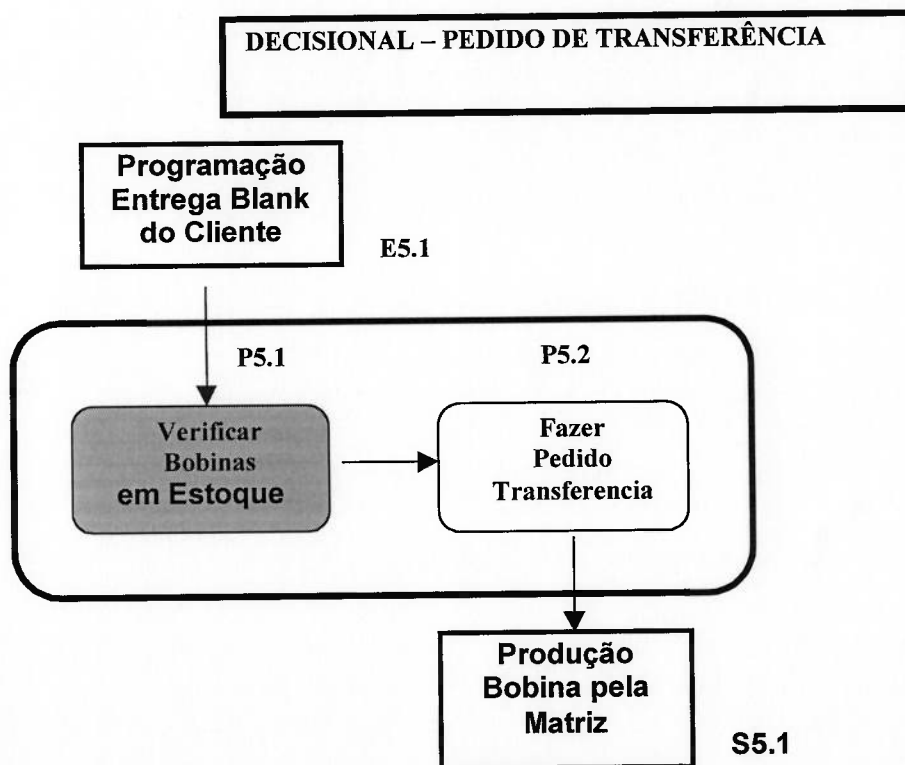 DECISIONAL – PEDIDO DE TRANSFERÊNCIA
Programação
Entrega Blank
do Cliente
E5.1
P5.1
P5.2
Verificar
Bobinas
em Estoque
Fazer
Pedido
Transferencia
Produção
Bobina pela
Matriz
S5.1